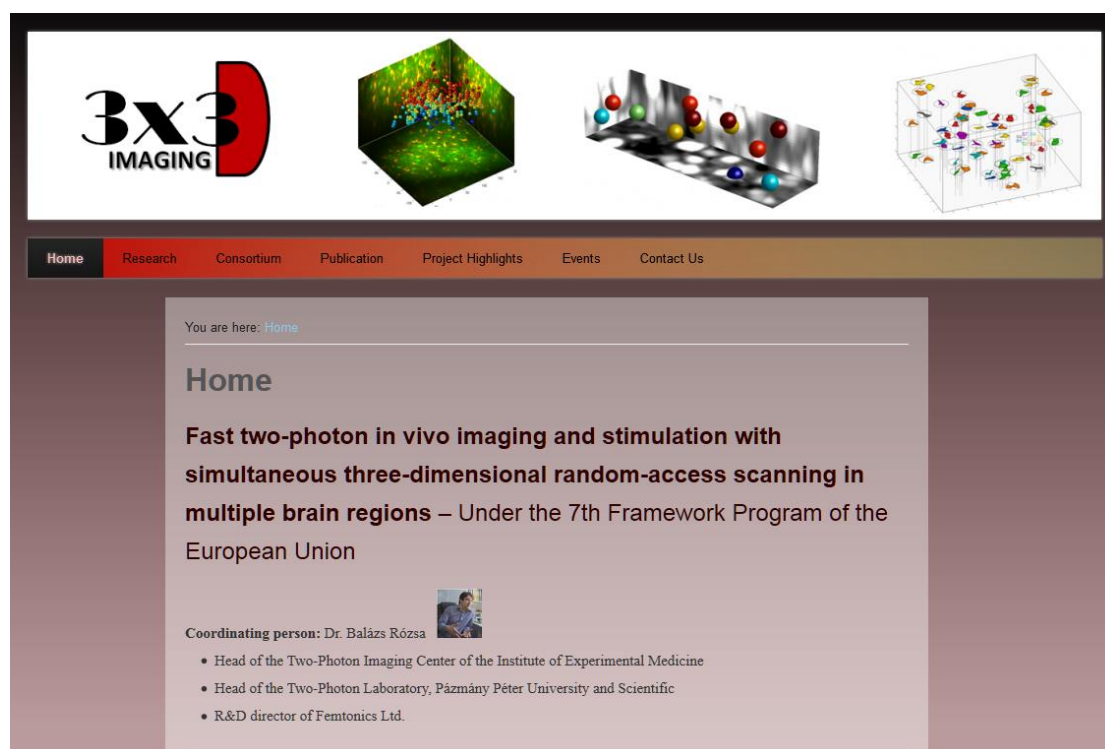 3x3D
IMAGING
Home Research Consortium Publication Project Highlights Events Contact Us
You are here: Home
Home
Fast two-photon in vivo imaging and stimulation with
simultaneous three-dimensional random-access scanning in
multiple brain regions – Under the 7th Framework Program of the
European Union
Coordinating person: Dr. Balázs Rózsa
• Head of the Two-Photon Imaging Center of the Institute of Experimental Medicine
• Head of the Two-Photon Laboratory, Pázmány Péter University and Scientific
• R&D director of Femtonics Ltd.